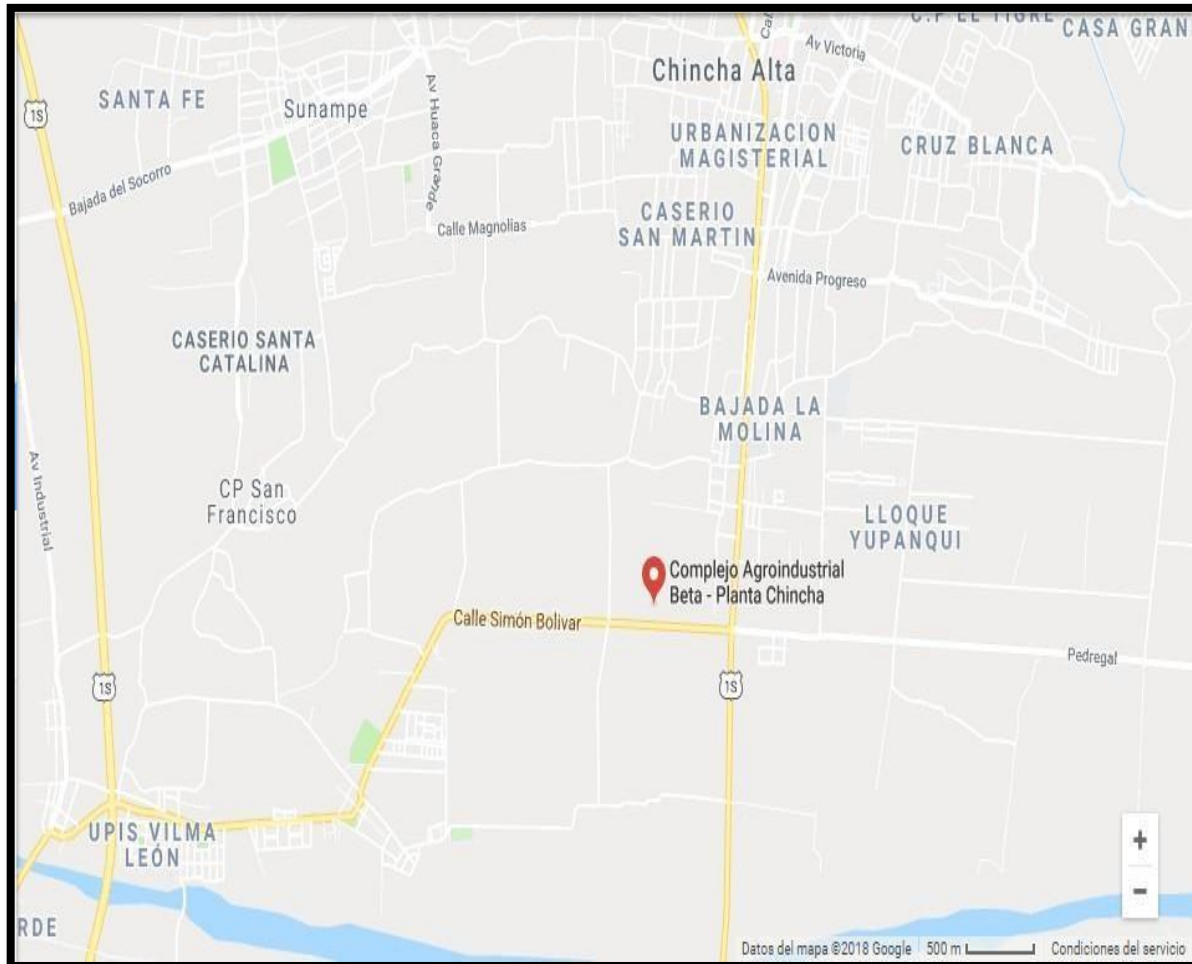 C.P EL TIGRE
CASA GRAN
Av Victoria
Chincha Alta
SANTA FE
Sunampe
1S
Av Huaca Grande
URBANIZACION
MAGISTERIAL
CRUZ BLANCA
Bajada del Socorro
CASERIO
SAN MARTIN
Calle Magnolias
Avenida Progreso
CASERIO SANTA
CATALINA
BAJADA LA
MOLINA
Av Industrial
CP San
Francisco
LLOQUE
YUPANQUI
Complejo Agroindustrial
Beta - Planta Chincha
Calle Simón Bolivar
Pedregal
1S
1S
UPIS VILMA
LEÓN
+
-
RDE
Datos del mapa ©2018 Google
500 m
Condiciones del servicio